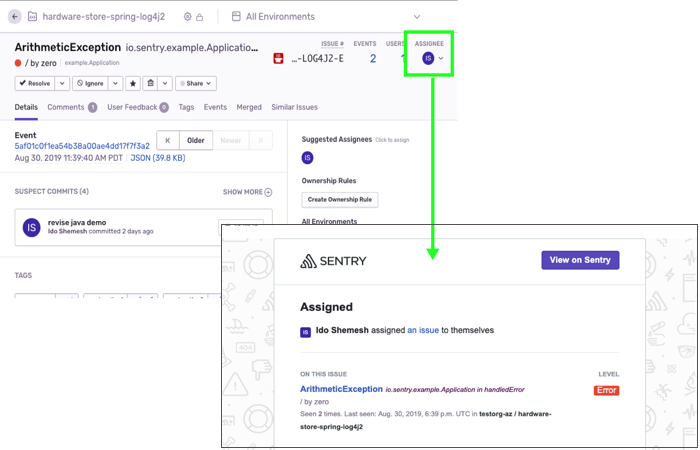 hardware-store-spring-log4j2
All Environments
ArithmeticException io.sentry.example.Applicatio...
/ by zero
example.Application
ISSUE #
...-LOG4J2-E
EVENTS
2
USERS
ASSIGNEE
IS
Resolve
Ignore
Share
Details
Comments 1
User Feedback 0
Tags
Events
Merged
Similar Issues
Event
5af01c0f1ea54b38a00ae4dd17f7f3a2
Aug 30, 2019 11:39:40 AM PDT
JSON (39.8 KB)
Older
Newer
SUSPECT COMMITS (4)
SHOW MORE
IS
revise java demo
Ido Shemesh committed 2 days ago
TAGS
Suggested Assignees Click to assign
IS
Ownership Rules
Create Ownership Rule
All Environments
SENTRY
View on Sentry
Assigned
IS Ido Shemesh assigned an issue to themselves
ON THIS ISSUE
LEVEL
ArithmeticException io.sentry.example.Application in handledError
Error
/ by zero
Seen 2 times. Last seen: Aug. 30, 2019, 6:39 p.m. UTC in testorg-az / hardware-
store-spring-log4j2
404